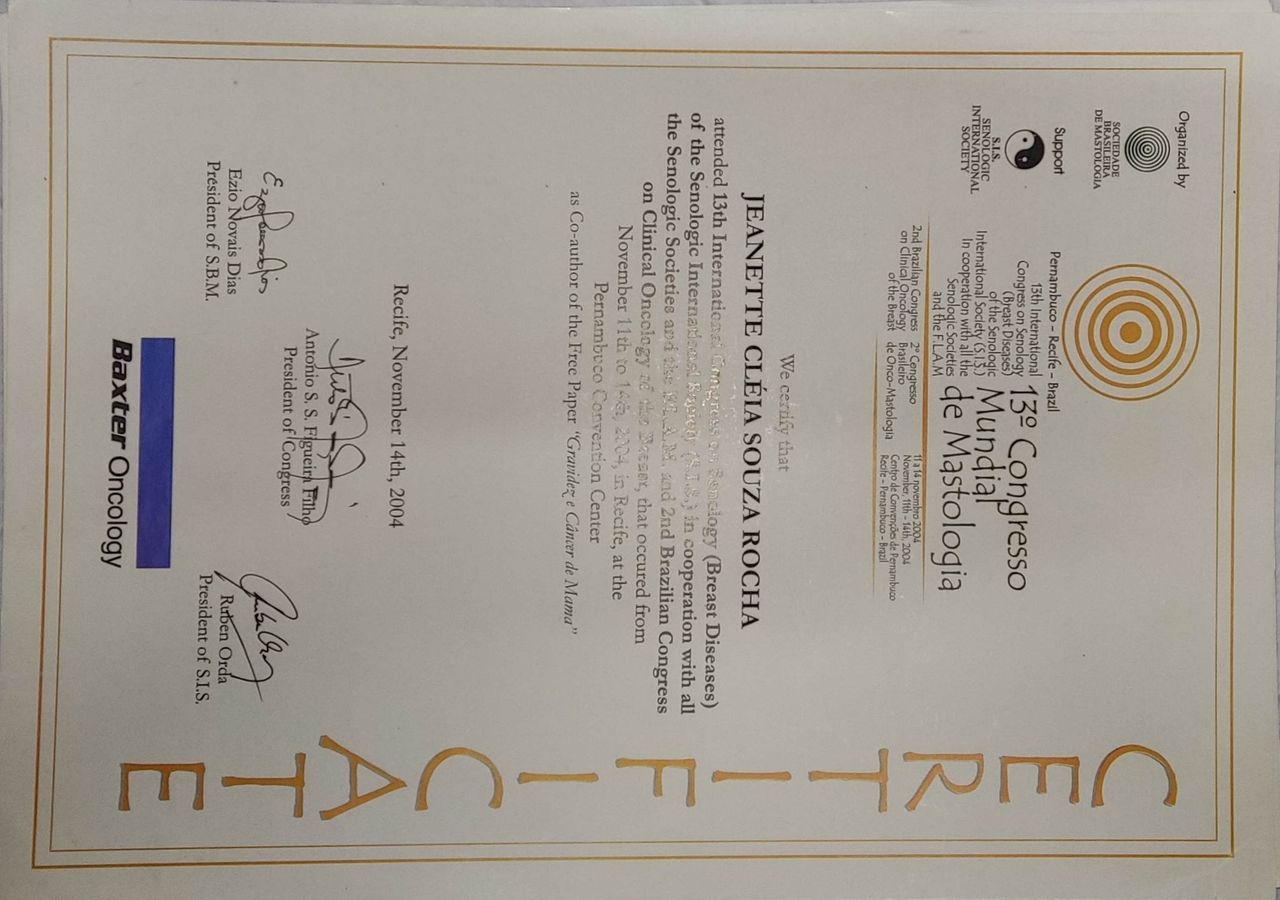 Organized by
SOCIEDADE
BRASILEIRA
DE MASTOLOGIA
Support
S.I.S.
SENOLOGIC
INTERNATIONAL
SOCIETY
Pernambuco – Recife – Brazil
13th International
Congress on Senology
(Breast Diseases)
of the Senologic
International Society (S.I.S.)
In cooperation with all the
Senologic Societies
and the F.L.A.M
13º Congresso
Mundial
de Mastologia
2nd Brazilian Congress
on Clinical Oncology
of the Breast
2º Congresso
Brasileiro
de Onco-Mastologia
11 a 14 novembro 2004
November, 11th – 14th, 2004
Centro de Convenções de Pernambuco
Recife – Pernambuco – Brazil
CERTIFICATE
We certify that
JEANETTE CLÉIA SOUZA ROCHA
attended 13th International Congress on Senology (Breast Diseases)
of the Senologic International Society (S.I.S.) in cooperation with all
the Senologic Societies and the F.L.A.M. and 2nd Brazilian Congress
on Clinical Oncology of the Breast, that occured from
November 11th to 14th, 2004, in Recife, at the
Pernambuco Convention Center
as Co-author of the Free Paper "Gravidez e Câncer de Mama"
Recife, November 14th, 2004
Ezio Novais Dias
President of S.B.M.
Antonio S. S. Figueira Filho
President of Congress
Ruben Orda
President of S.I.S.
Baxter Oncology